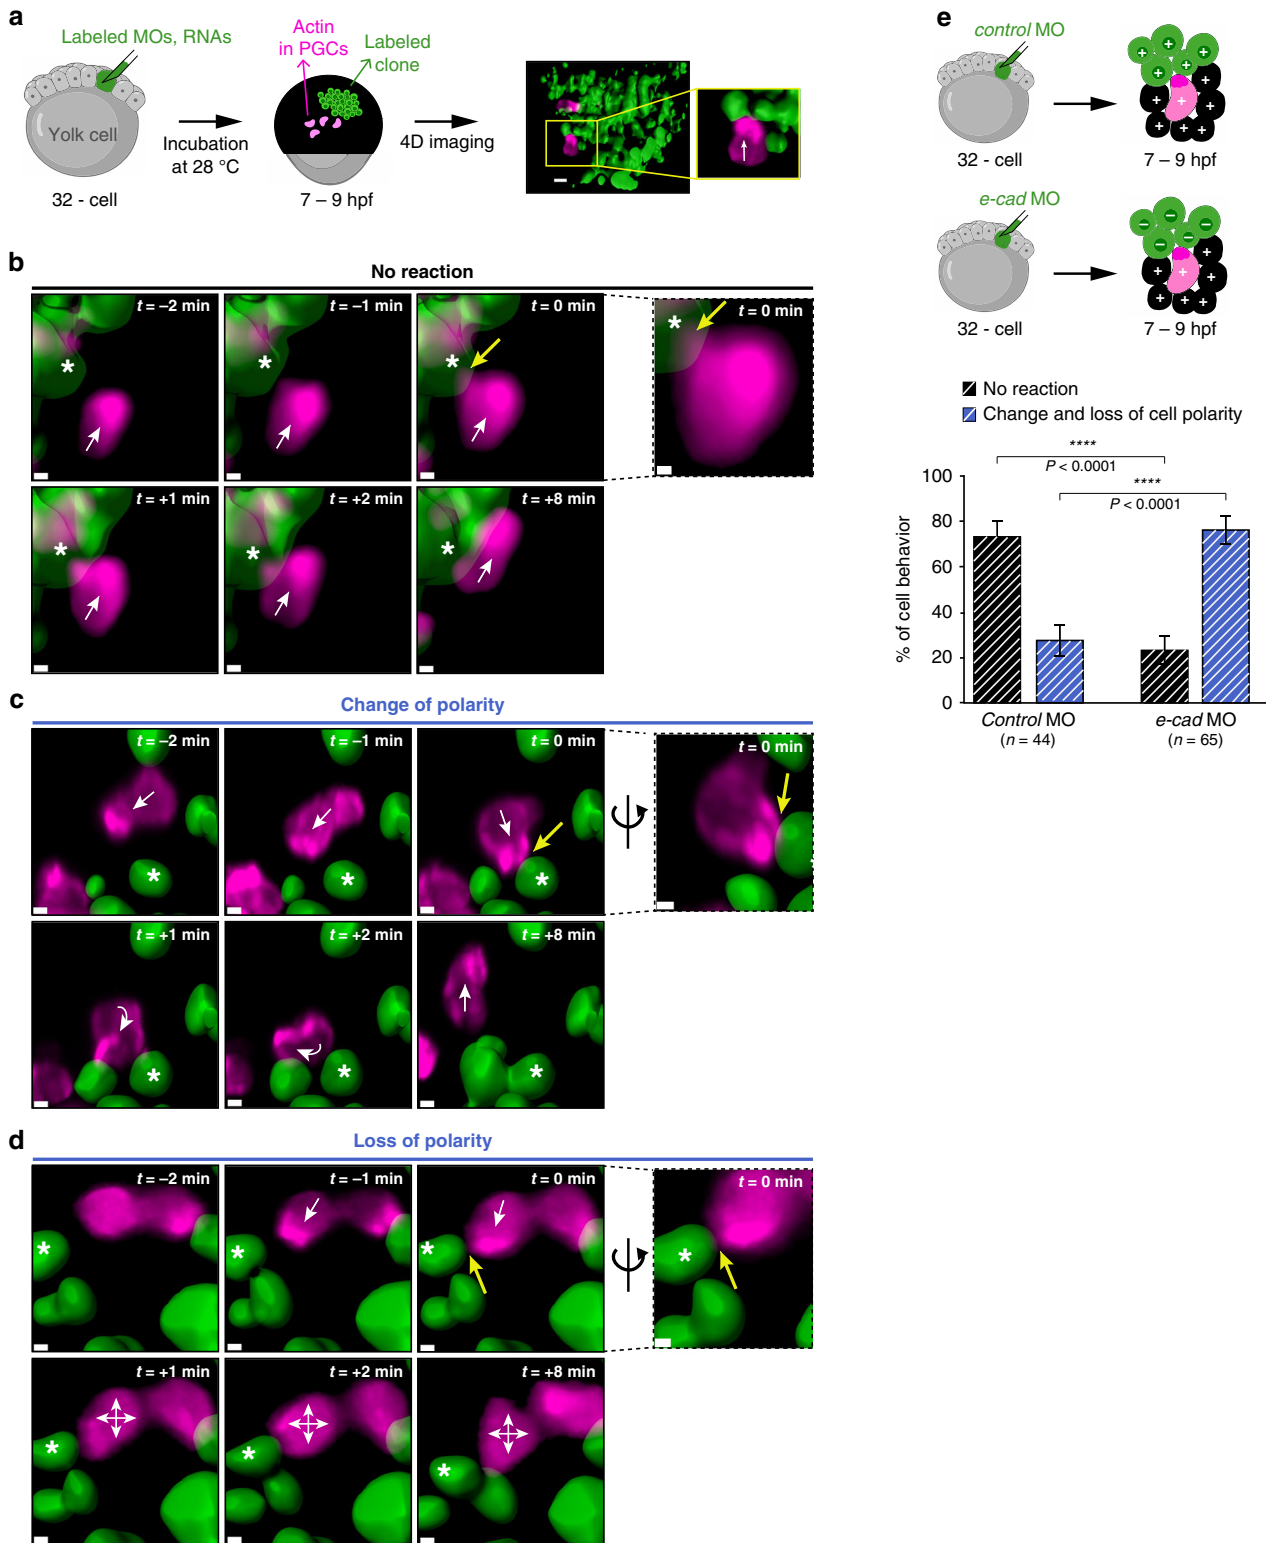 a
Labeled MOs, RNAs
Yolk cell
32 - cell
Incubation
at 28 °C
Actin
in PGCs
Labeled
clone
7 – 9 hpf
4D imaging
b
No reaction
t = –2 min
t = –1 min
t = 0 min
t = 0 min
*
*
*
*
t = +1 min
t = +2 min
t = +8 min
*
*
*
c
Change of polarity
t = –2 min
t = –1 min
t = 0 min
t = 0 min
*
*
*
t = +1 min
t = +2 min
t = +8 min
*
*
*
d
Loss of polarity
t = –2 min
t = –1 min
t = 0 min
t = 0 min
*
*
*
*
t = +1 min
t = +2 min
t = +8 min
*
*
*
e
control MO
+ + + +
+ + + + + + + +
32 - cell
7 – 9 hpf
e-cad MO
– – – – –
+ + + + + + +
32 - cell
7 – 9 hpf
No reaction
Change and loss of cell polarity
****
P < 0.0001
****
P < 0.0001
% of cell behavior
100
80
60
40
20
0
Control MO
(n = 44)
e-cad MO
(n = 65)